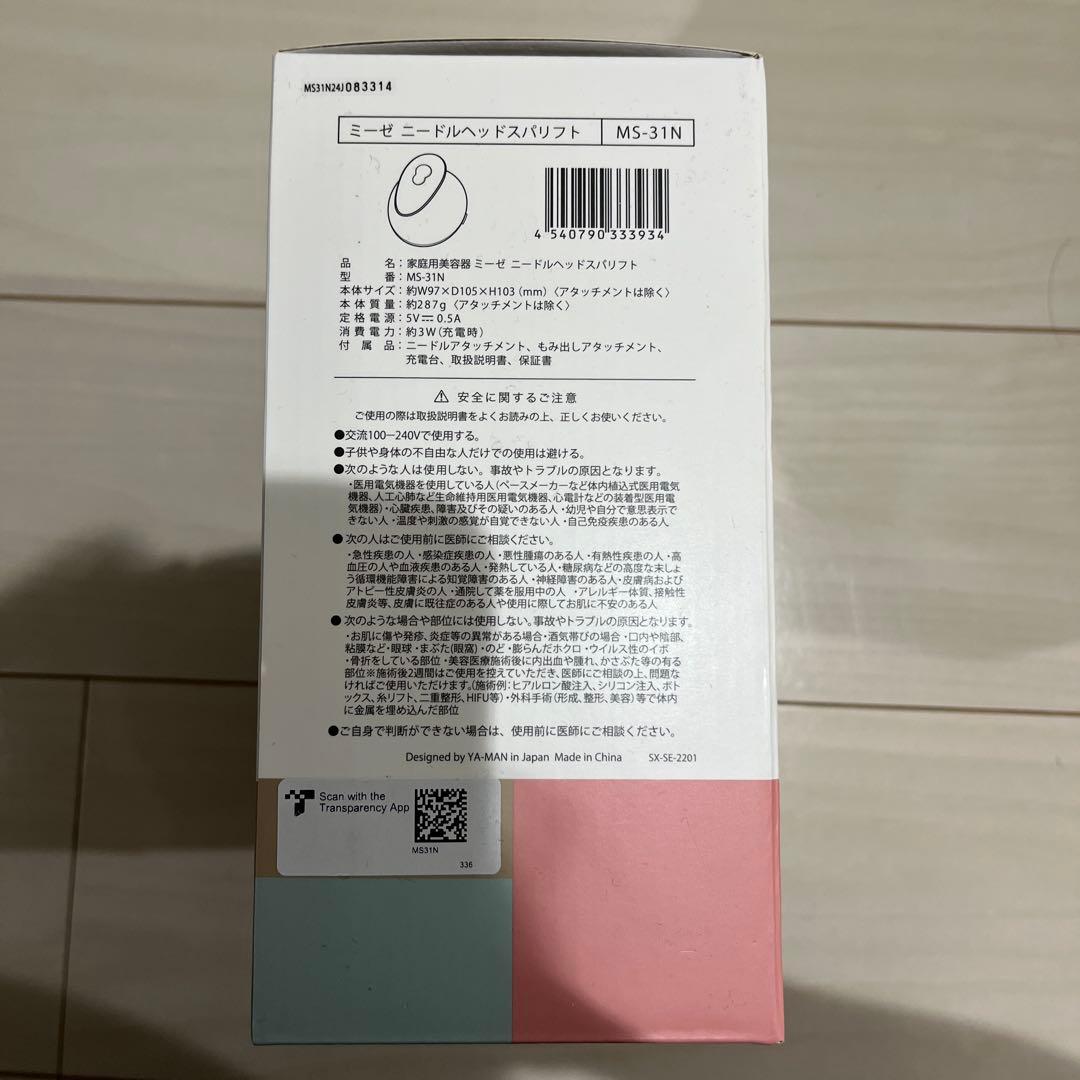 MS31N24J083314
ミーゼ ニードルヘッドスパリフト MS-31N
4 540790 333934
品 名：家庭用美容器 ミーゼ ニードルヘッドスパリフト
型 番：MS-31N
本体サイズ：約W97×D105×H103（mm）〈アタッチメントは除く〉
本体質量：約287g〈アタッチメントは除く〉
定格電源：5V⎓0.5A
消費電力：約3W（充電時）
付属品：ニードルアタッチメント、もみ出しアタッチメント、
充電台、取扱説明書、保証書
⚠ 安全に関するご注意
ご使用の際は取扱説明書をよくお読みの上、正しくお使いください。
●交流100－240Vで使用する。
●子供や身体の不自由な人だけでの使用は避ける。
●次のような人は使用しない。事故やトラブルの原因となります。
・医用電気機器を使用している人（ペースメーカーなど体内植込式医用電気
機器、人工心肺など生命維持用医用電気機器、心電計などの装着型医用電
気機器）・心臓疾患、障害及びその疑いのある人・幼児や自分で意思表示で
きない人・温度や刺激の感覚が自覚できない人・自己免疫疾患のある人
●次の人はご使用前に医師にご相談ください。
・急性疾患の人・感染症疾患の人・悪性腫瘍のある人・有熱性疾患の人・高
血圧の人や血液疾患のある人・発熱している人・糖尿病などの高度な末しょ
う循環機能障害による知覚障害のある人・神経障害のある人・皮膚病および
アトピー性皮膚炎の人・通院して薬を服用中の人 ・アレルギー体質、接触性
皮膚炎等、皮膚に既往症のある人や使用に際してお肌に不安のある人
●次のような場合や部位には使用しない。事故やトラブルの原因となります。
・お肌に傷や発疹、炎症等の異常がある場合・酒気帯びの場合・口内や陰部、
粘膜など・眼球・まぶた(眼窩)・のど・膨らんだホクロ・ウイルス性のイボ
・骨折をしている部位・美容医療施術後に内出血や腫れ、かさぶた等の有る
部位※施術後2週間はご使用を控えていただき、医師にご相談の上、問題な
ければご使用いただけます。（施術例：ヒアルロン酸注入、シリコン注入、ボト
ックス、糸リフト、二重整形、HIFU等）・外科手術（形成、整形、美容）等で体内
に金属を埋め込んだ部位
●ご自身で判断ができない場合は、使用前に医師にご相談ください。
Designed by YA-MAN in Japan Made in China SX-SE-2201
Scan with the
Transparency App
MS31N
336